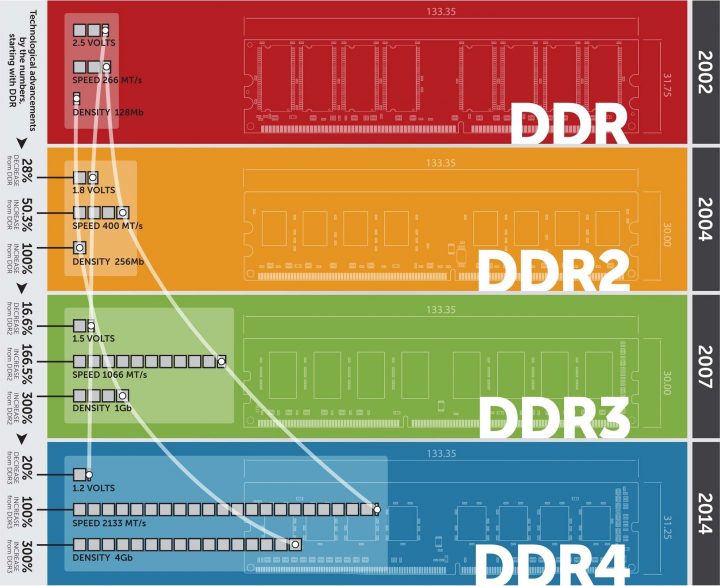 Technological advancements
by the numbers,
starting with DDR
133.35
2.5 VOLTS
SPEED 266 MT/s
DENSITY 128Mb
31.75
DDR
2002
28%
DECREASE
from DDR
50.3%
INCREASE
from DDR
100%
INCREASE
from DDR
133.35
1.8 VOLTS
SPEED 400 MT/s
DENSITY 256Mb
30.00
DDR2
2004
16.6%
DECREASE
from DDR2
166.5%
INCREASE
from DDR2
300%
INCREASE
from DDR2
133.35
1.5 VOLTS
SPEED 1066 MT/s
DENSITY 1Gb
30.00
DDR3
2007
20%
DECREASE
from DDR3
100%
INCREASE
from DDR3
300%
INCREASE
from DDR3
133.35
1.2 VOLTS
SPEED 2133 MT/s
DENSITY 4Gb
31.25
DDR4
2014